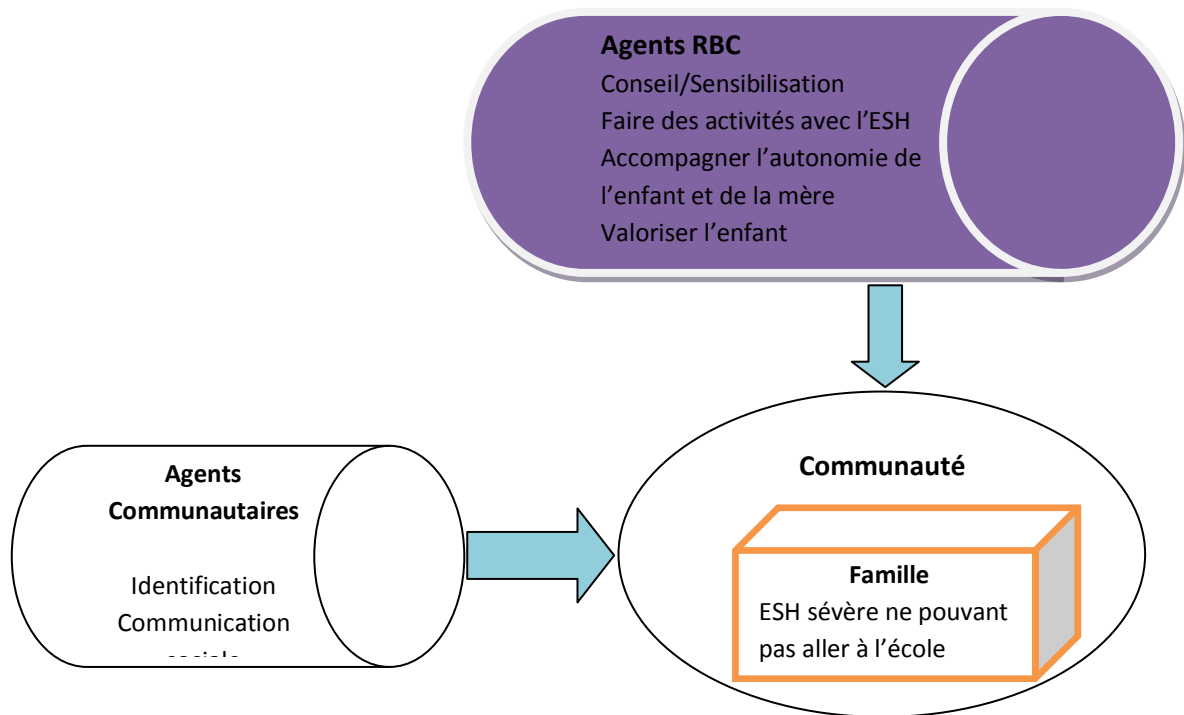 Agents RBC
Conseil/Sensibilisation
Faire des activités avec l’ESH
Accompagner l’autonomie de
l’enfant et de la mère
Valoriser l’enfant
Agents
Communautaires
Identification
Communication
sociale
Communauté
Famille
ESH sévère ne pouvant
pas aller à l’école